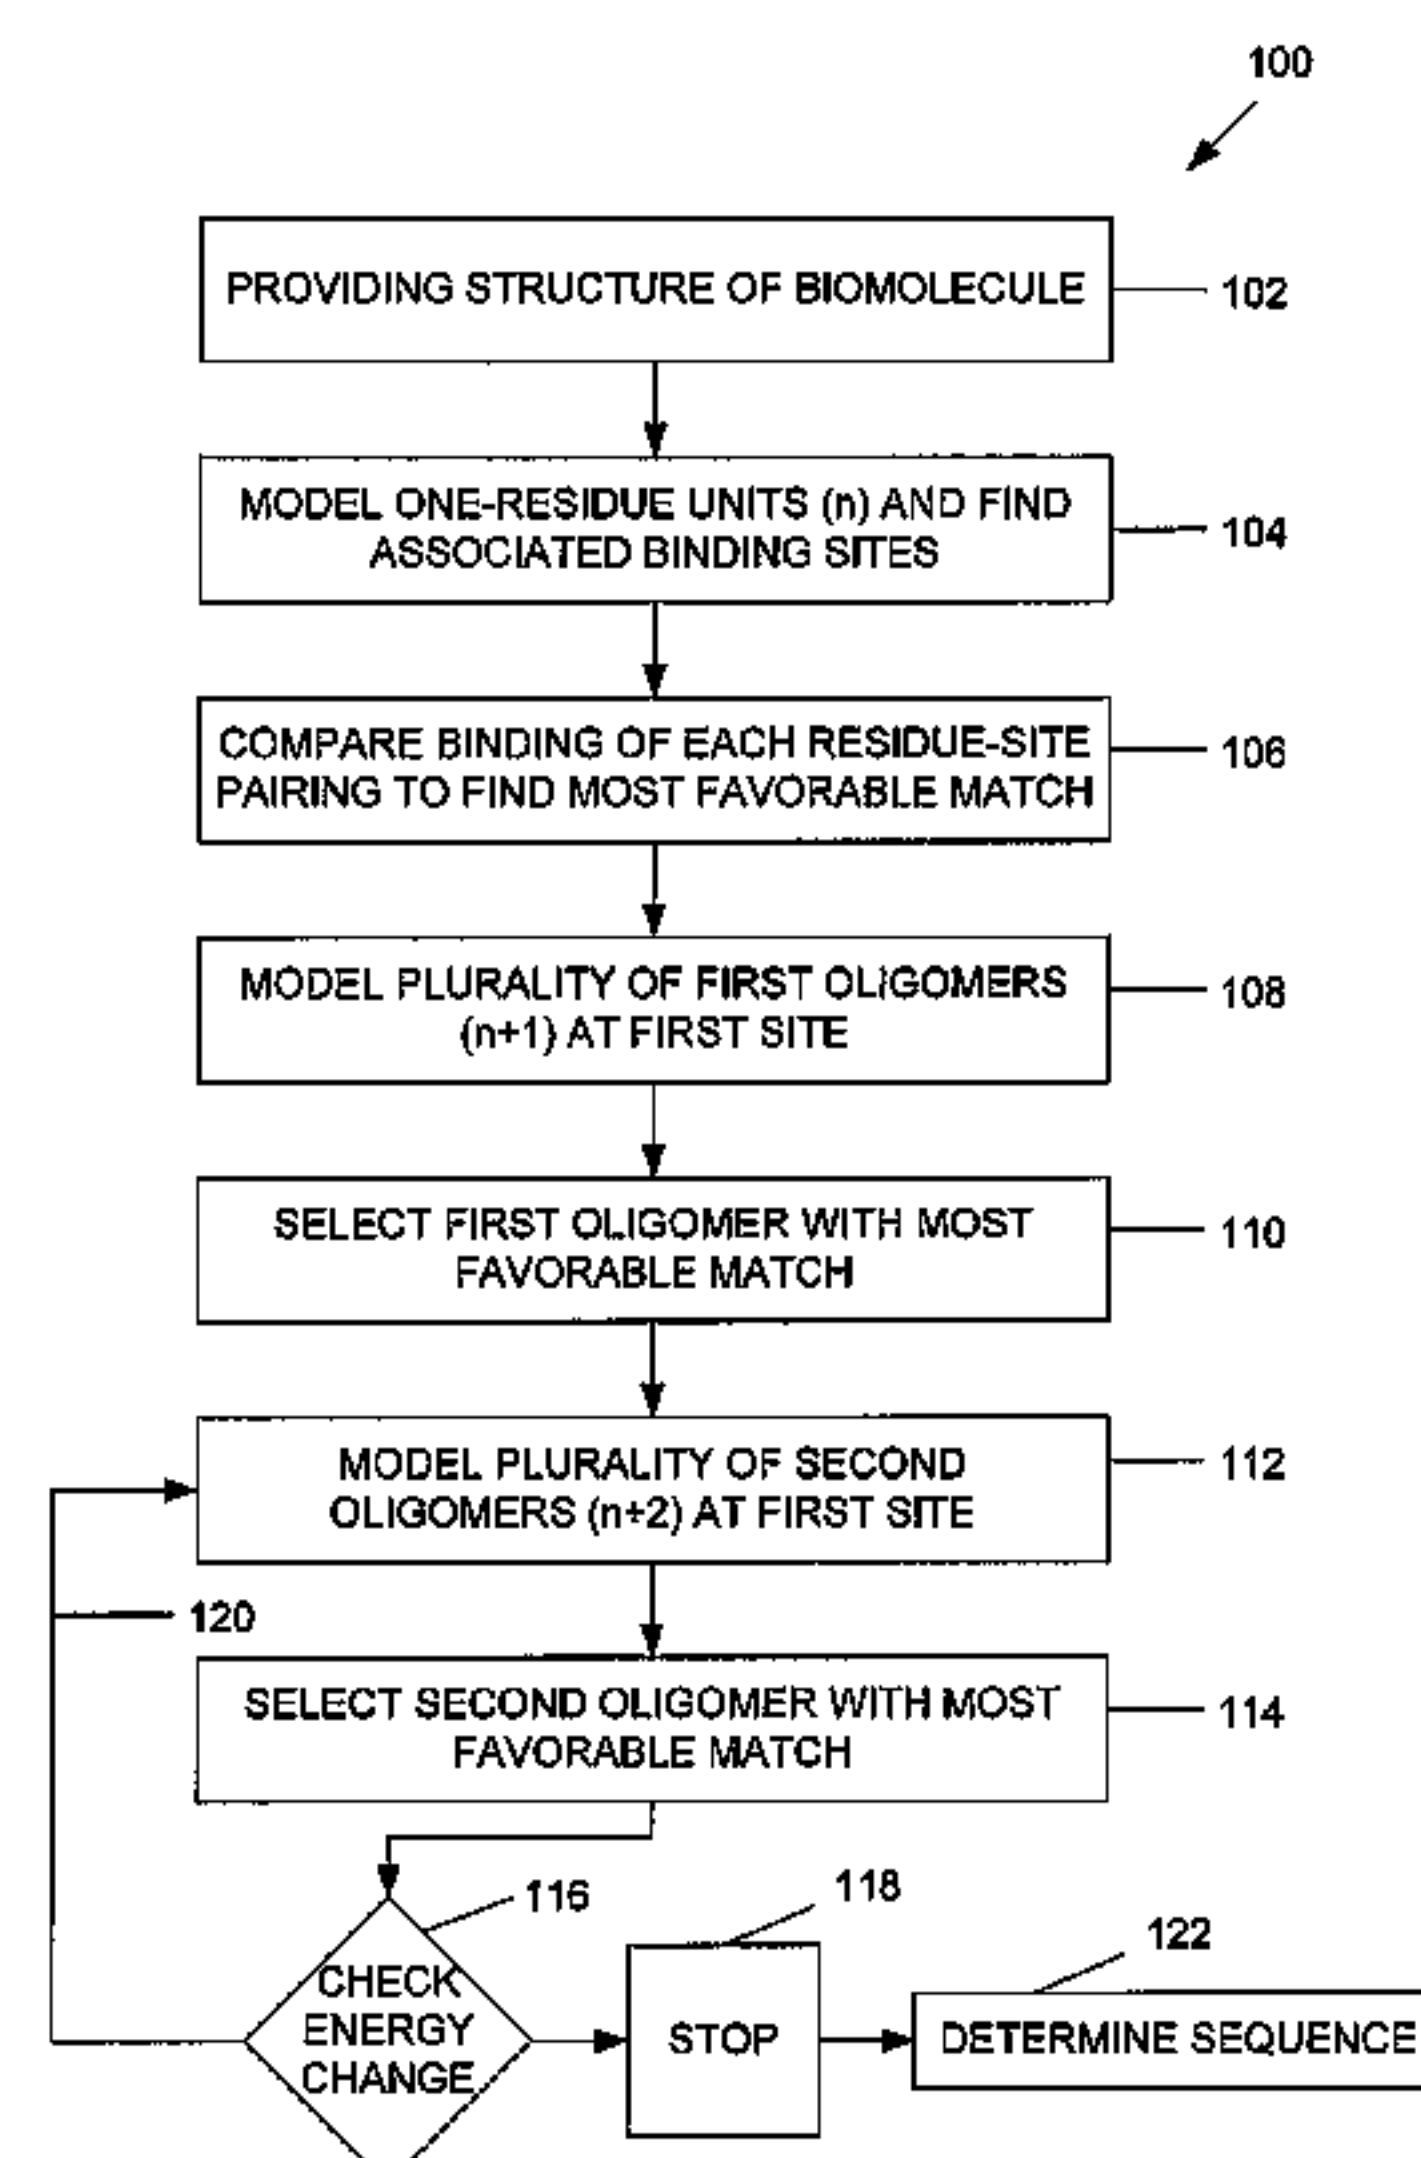 100
PROVIDING STRUCTURE OF BIOMOLECULE
102
MODEL ONE-RESIDUE UNITS (n) AND FIND
ASSOCIATED BINDING SITES
104
COMPARE BINDING OF EACH RESIDUE-SITE
PAIRING TO FIND MOST FAVORABLE MATCH
106
MODEL PLURALITY OF FIRST OLIGOMERS
(n+1) AT FIRST SITE
108
SELECT FIRST OLIGOMER WITH MOST
FAVORABLE MATCH
110
MODEL PLURALITY OF SECOND
OLIGOMERS (n+2) AT FIRST SITE
112
120
SELECT SECOND OLIGOMER WITH MOST
FAVORABLE MATCH
114
116
CHECK
ENERGY
CHANGE
118
STOP
122
DETERMINE SEQUENCE